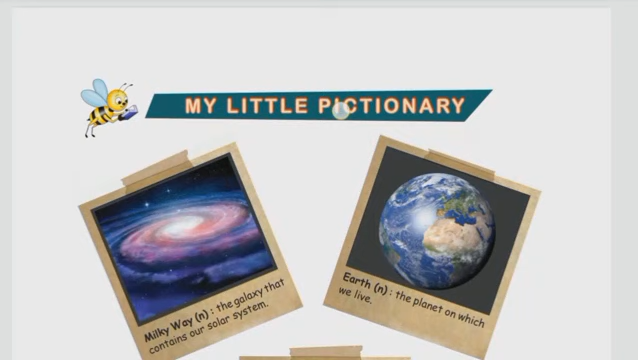 MY LITTLE PICTIONARY
Milky Way (n) : the galaxy that
contains our solar system.
Earth (n) : the planet on which
we live.